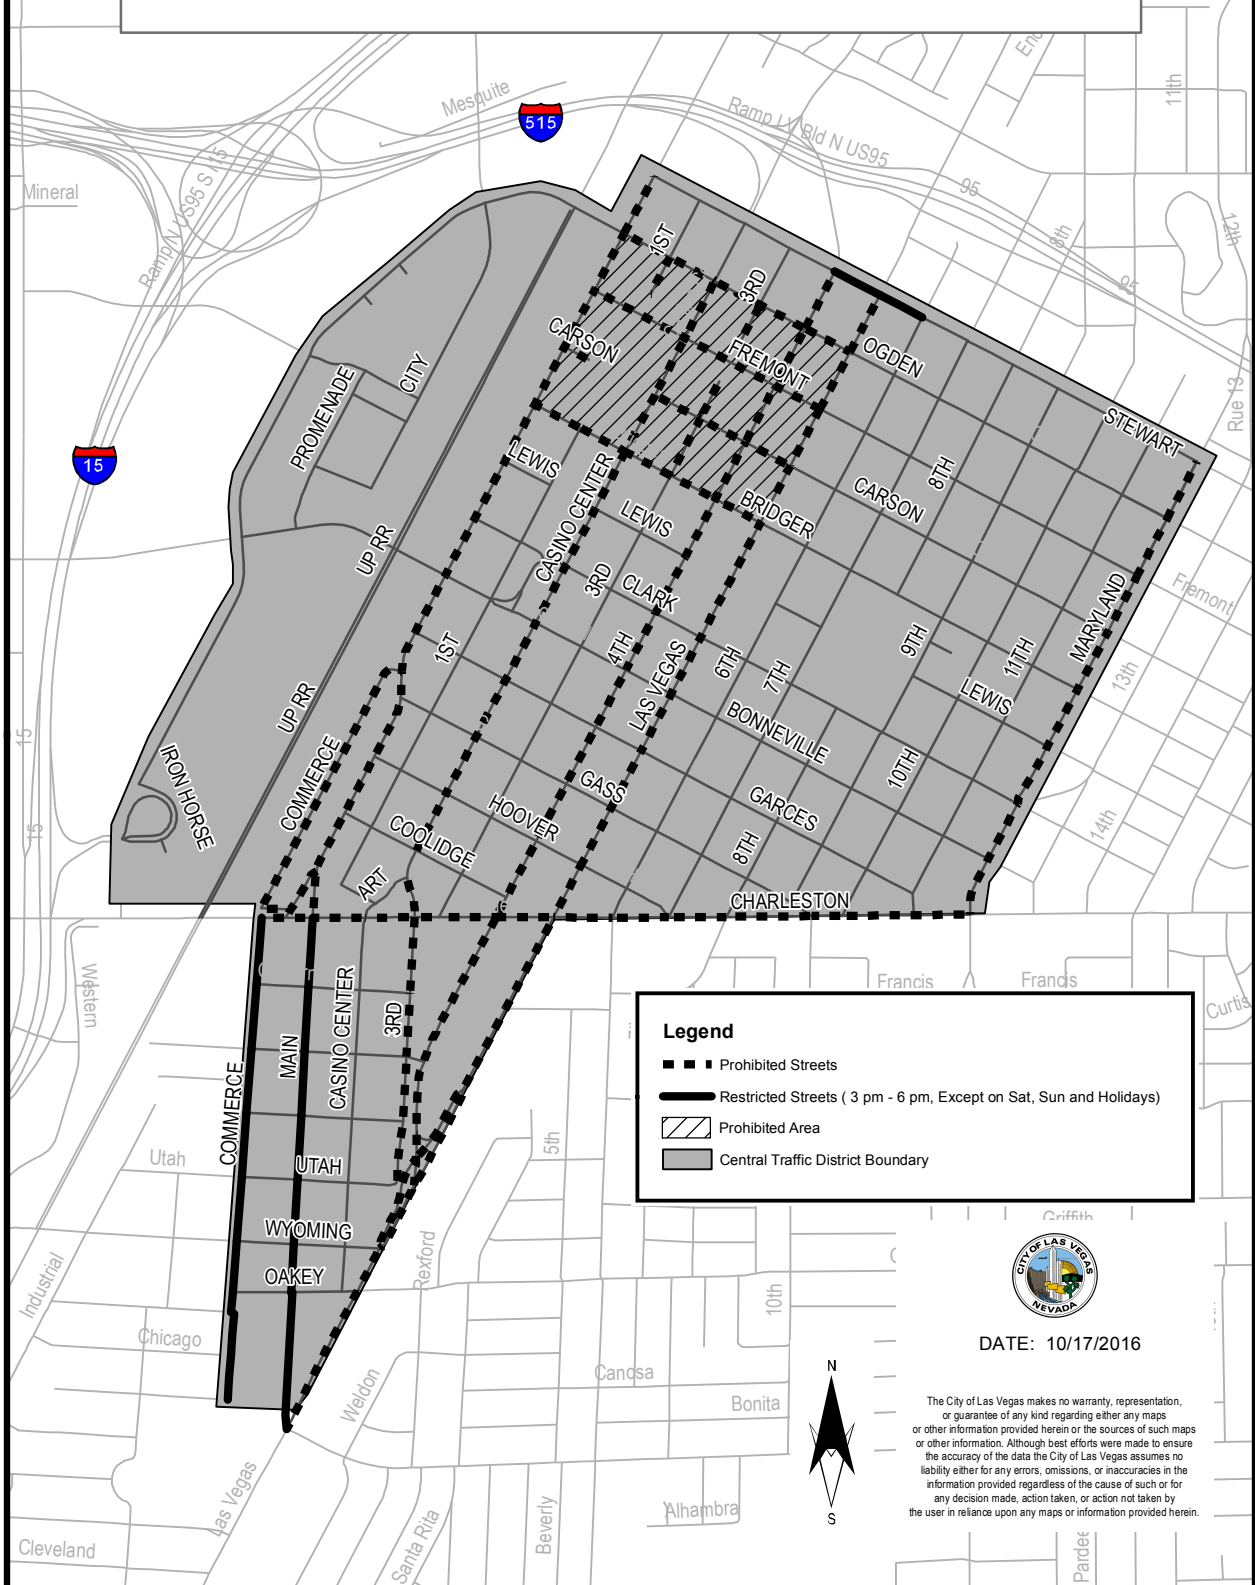 Mesquite
515
Ramp LV Bld N US95
11th
Mineral
Ramp N US95 S I15
95
8th
12th
95
1ST
3RD
CARSON
FREMONT
OGDEN
CITY
PROMENADE
STEWART
Rue 13
15
LEWIS
CASINO CENTER
LEWIS
BRIDGER
CARSON
8TH
UP RR
3RD
CLARK
MARYLAND
Fremont
1ST
4TH
LAS VEGAS
6TH
7TH
9TH
11TH
LEWIS
13th
UP RR
BONNEVILLE
10TH
15
IRON HORSE
COMMERCE
GASS
HOOVER
COOLIDGE
GARCES
8TH
14th
15
ART
CHARLESTON
Western
Francis
Francis
Curtis
MAIN
CASINO CENTER
3RD
COMMERCE
Legend
Prohibited Streets
Restricted Streets ( 3 pm - 6 pm, Except on Sat, Sun and Holidays)
Prohibited Area
Central Traffic District Boundary
Utah
UTAH
5th
WYOMING
OAKEY
Industrial
Rexford
10th
Griffith
CITY OF LAS VEGAS
NEVADA
DATE: 10/17/2016
Chicago
Weldon
Canosa
Bonita
N
S
The City of Las Vegas makes no warranty, representation,
or guarantee of any kind regarding either any maps
or other information provided herein or the sources of such maps
or other information. Although best efforts were made to ensure
the accuracy of the data the City of Las Vegas assumes no
liability either for any errors, omissions, or inaccuracies in the
information provided regardless of the cause of such or for
any decision made, action taken, or action not taken by
the user in reliance upon any maps or information provided herein.
Las Vegas
Cleveland
Santa Rita
Beverly
Alhambra
Pardee